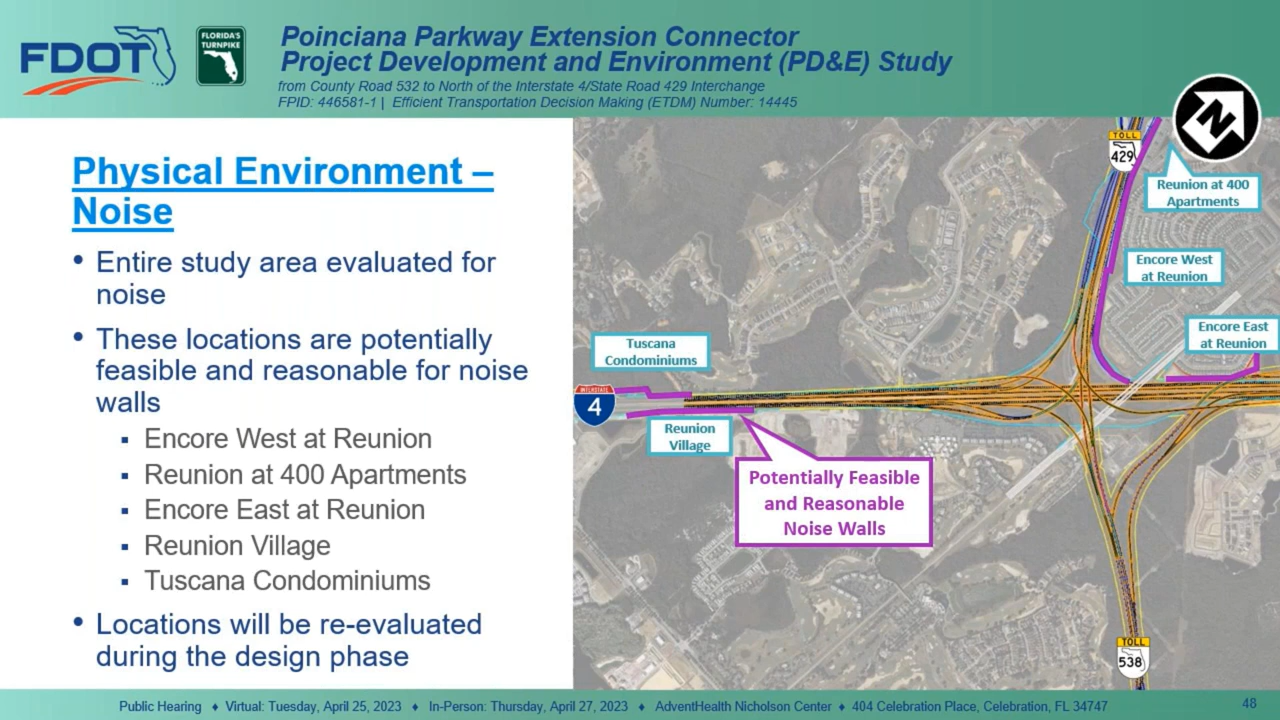 FDOT
FLORIDA'S
TURNPIKE
Poinciana Parkway Extension Connector
Project Development and Environment (PD&E) Study
from County Road 532 to North of the Interstate 4/State Road 429 Interchange
FPID: 446581-1 | Efficient Transportation Decision Making (ETDM) Number: 14445
N
Physical Environment –
Noise
• Entire study area evaluated for
noise
• These locations are potentially
feasible and reasonable for noise
walls
▪ Encore West at Reunion
▪ Reunion at 400 Apartments
▪ Encore East at Reunion
▪ Reunion Village
▪ Tuscana Condominiums
• Locations will be re-evaluated
during the design phase
TOLL
429
Reunion at 400
Apartments
Encore West
at Reunion
Encore East
at Reunion
Tuscana
Condominiums
INTERSTATE
4
Reunion
Village
Potentially Feasible
and Reasonable
Noise Walls
TOLL
538
Public Hearing ♦ Virtual: Tuesday, April 25, 2023 ♦ In-Person: Thursday, April 27, 2023 ♦ AdventHealth Nicholson Center ♦ 404 Celebration Place, Celebration, FL 34747
48